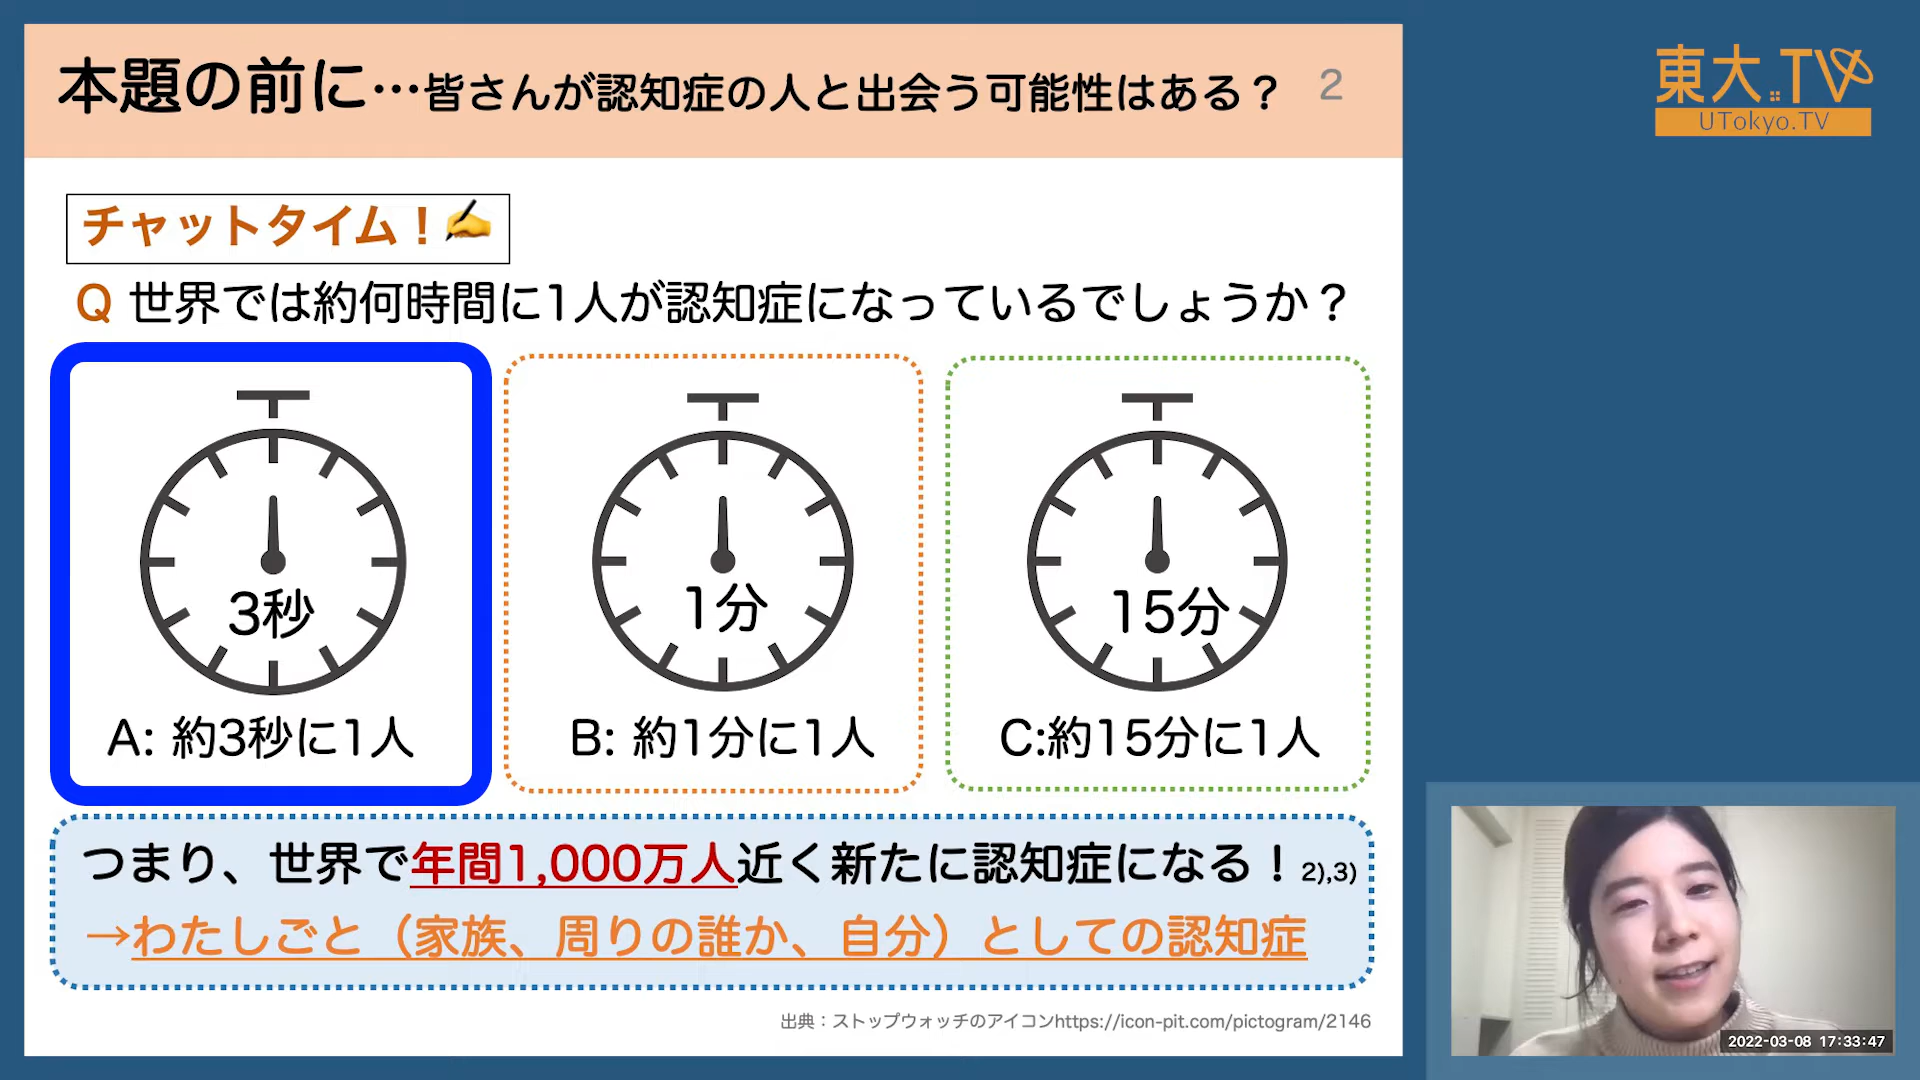 本題の前に…皆さんが認知症の人と出会う可能性はある？ 2
東大TV
UTokyo.TV
チャットタイム！✍
Q 世界では約何時間に1人が認知症になっているでしょうか？
3秒
1分
15分
A: 約3秒に1人
B: 約1分に1人
C:約15分に1人
つまり、世界で年間1,000万人近く新たに認知症になる！2),3)
→わたしごと（家族、周りの誰か、自分）としての認知症
出典：ストップウォッチのアイコンhttps://icon-pit.com/pictogram/2146
2022-03-08 17:33:47